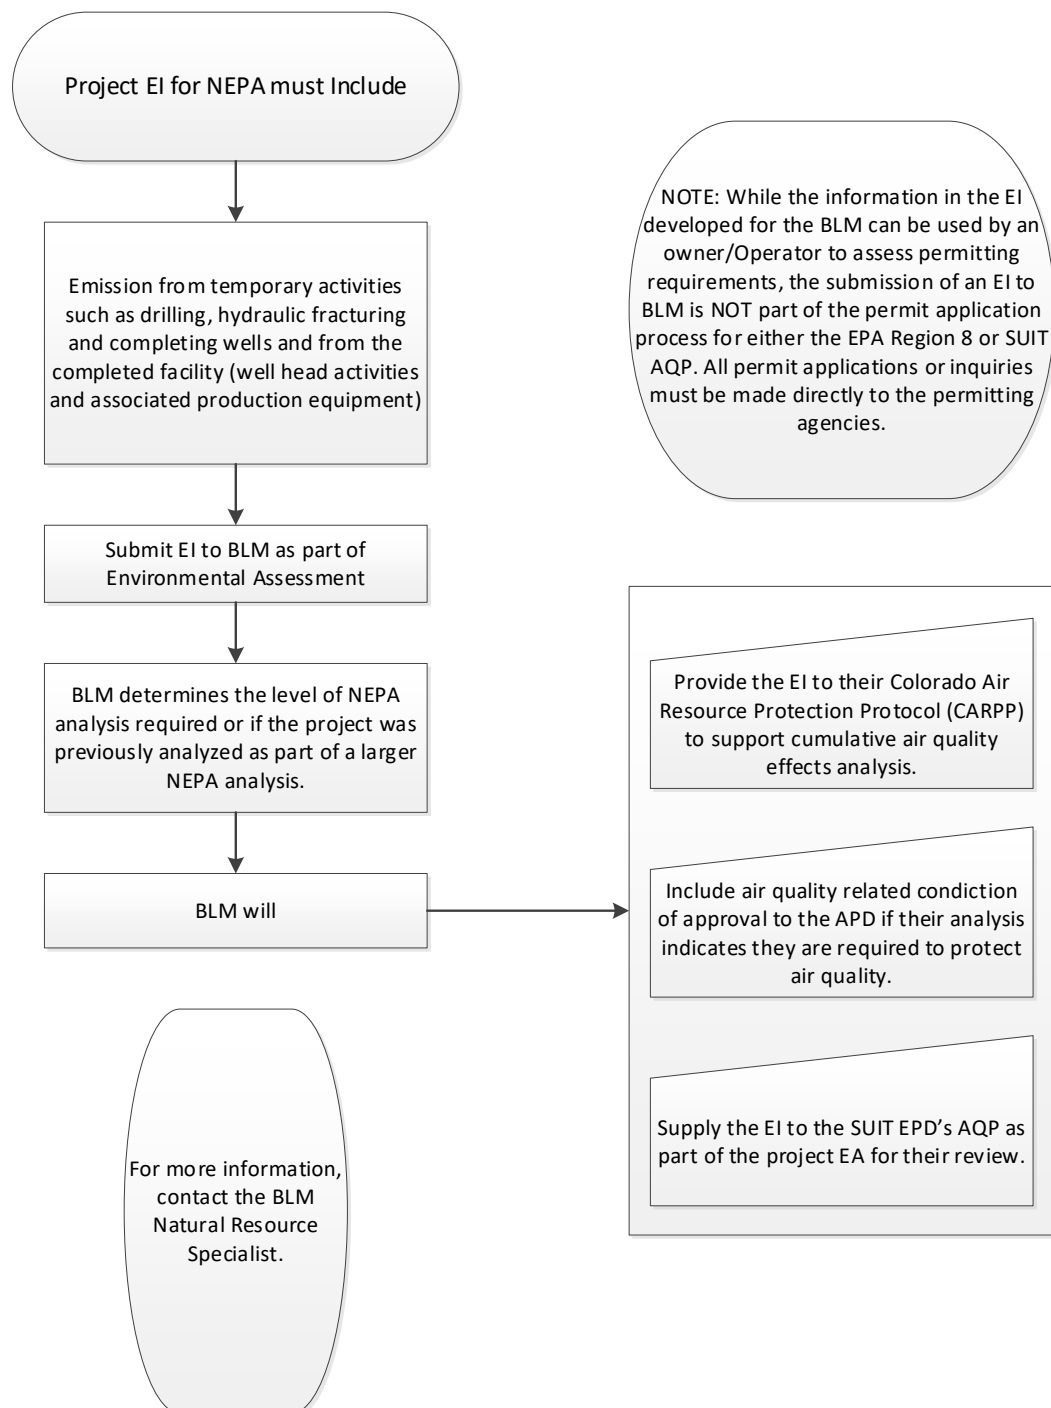 Project EI for NEPA must Include
Emission from temporary activities
such as drilling, hydraulic fracturing
and completing wells and from the
completed facility (well head activities
and associated production equipment)
Submit EI to BLM as part of
Environmental Assessment
BLM determines the level of NEPA
analysis required or if the project was
previously analyzed as part of a larger
NEPA analysis.
BLM will
For more information,
contact the BLM
Natural Resource
Specialist.
NOTE: While the information in the EI
developed for the BLM can be used by an
owner/Operator to assess permitting
requirements, the submission of an EI to
BLM is NOT part of the permit application
process for either the EPA Region 8 or SUIT
AQP. All permit applications or inquiries
must be made directly to the permitting
agencies.
Provide the EI to their Colorado Air
Resource Protection Protocol (CARPP)
to support cumulative air quality
effects analysis.
Include air quality related condiction
of approval to the APD if their analysis
indicates they are required to protect
air quality.
Supply the EI to the SUIT EPD’s AQP as
part of the project EA for their review.